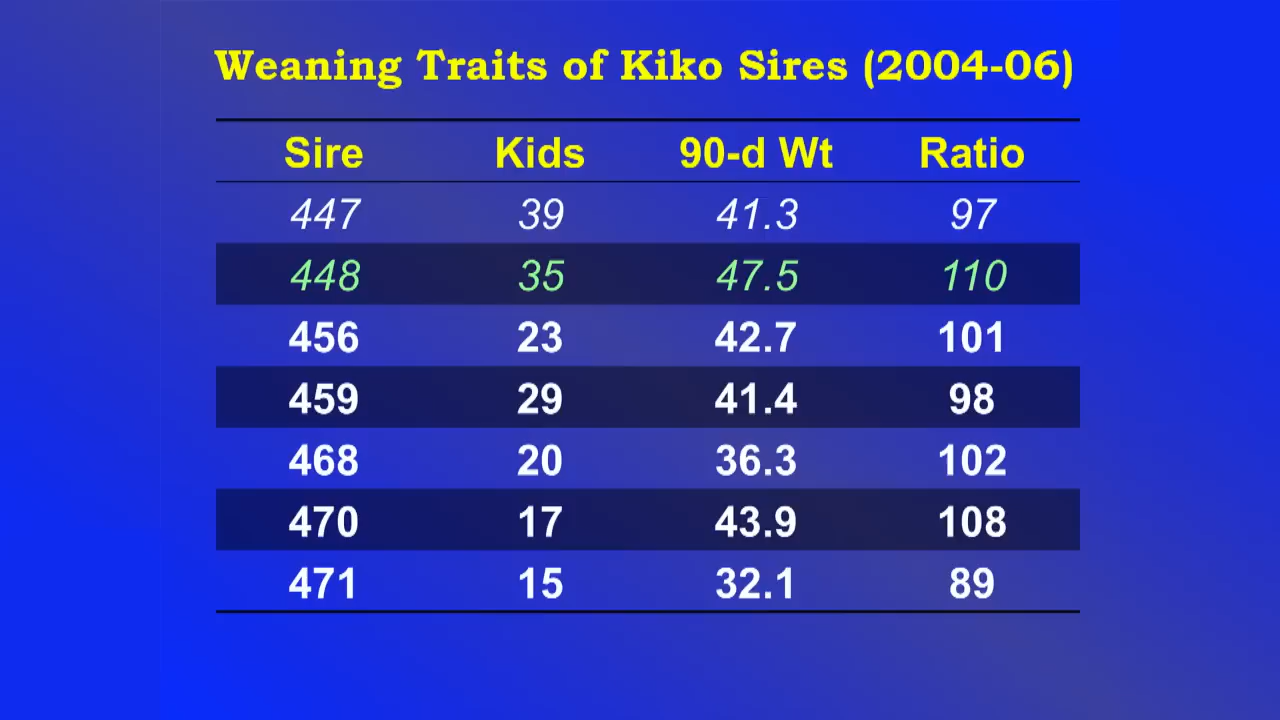 Weaning Traits of Kiko Sires (2004-06)
Sire Kids 90-d Wt Ratio
447 39 41.3 97
448 35 47.5 110
456 23 42.7 101
459 29 41.4 98
468 20 36.3 102
470 17 43.9 108
471 15 32.1 89